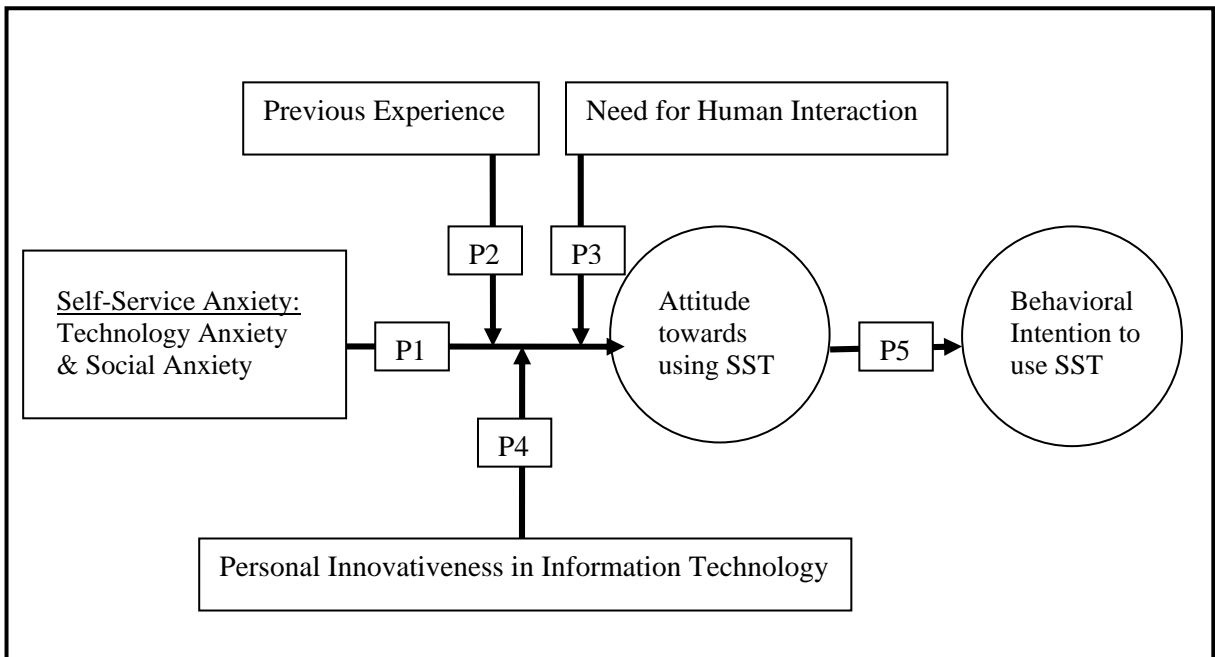 Previous Experience
Need for Human Interaction
P2
P3
Self-Service Anxiety:
Technology Anxiety
& Social Anxiety
P1
Attitude
towards
using SST
P5
Behavioral
Intention to
use SST
P4
Personal Innovativeness in Information Technology